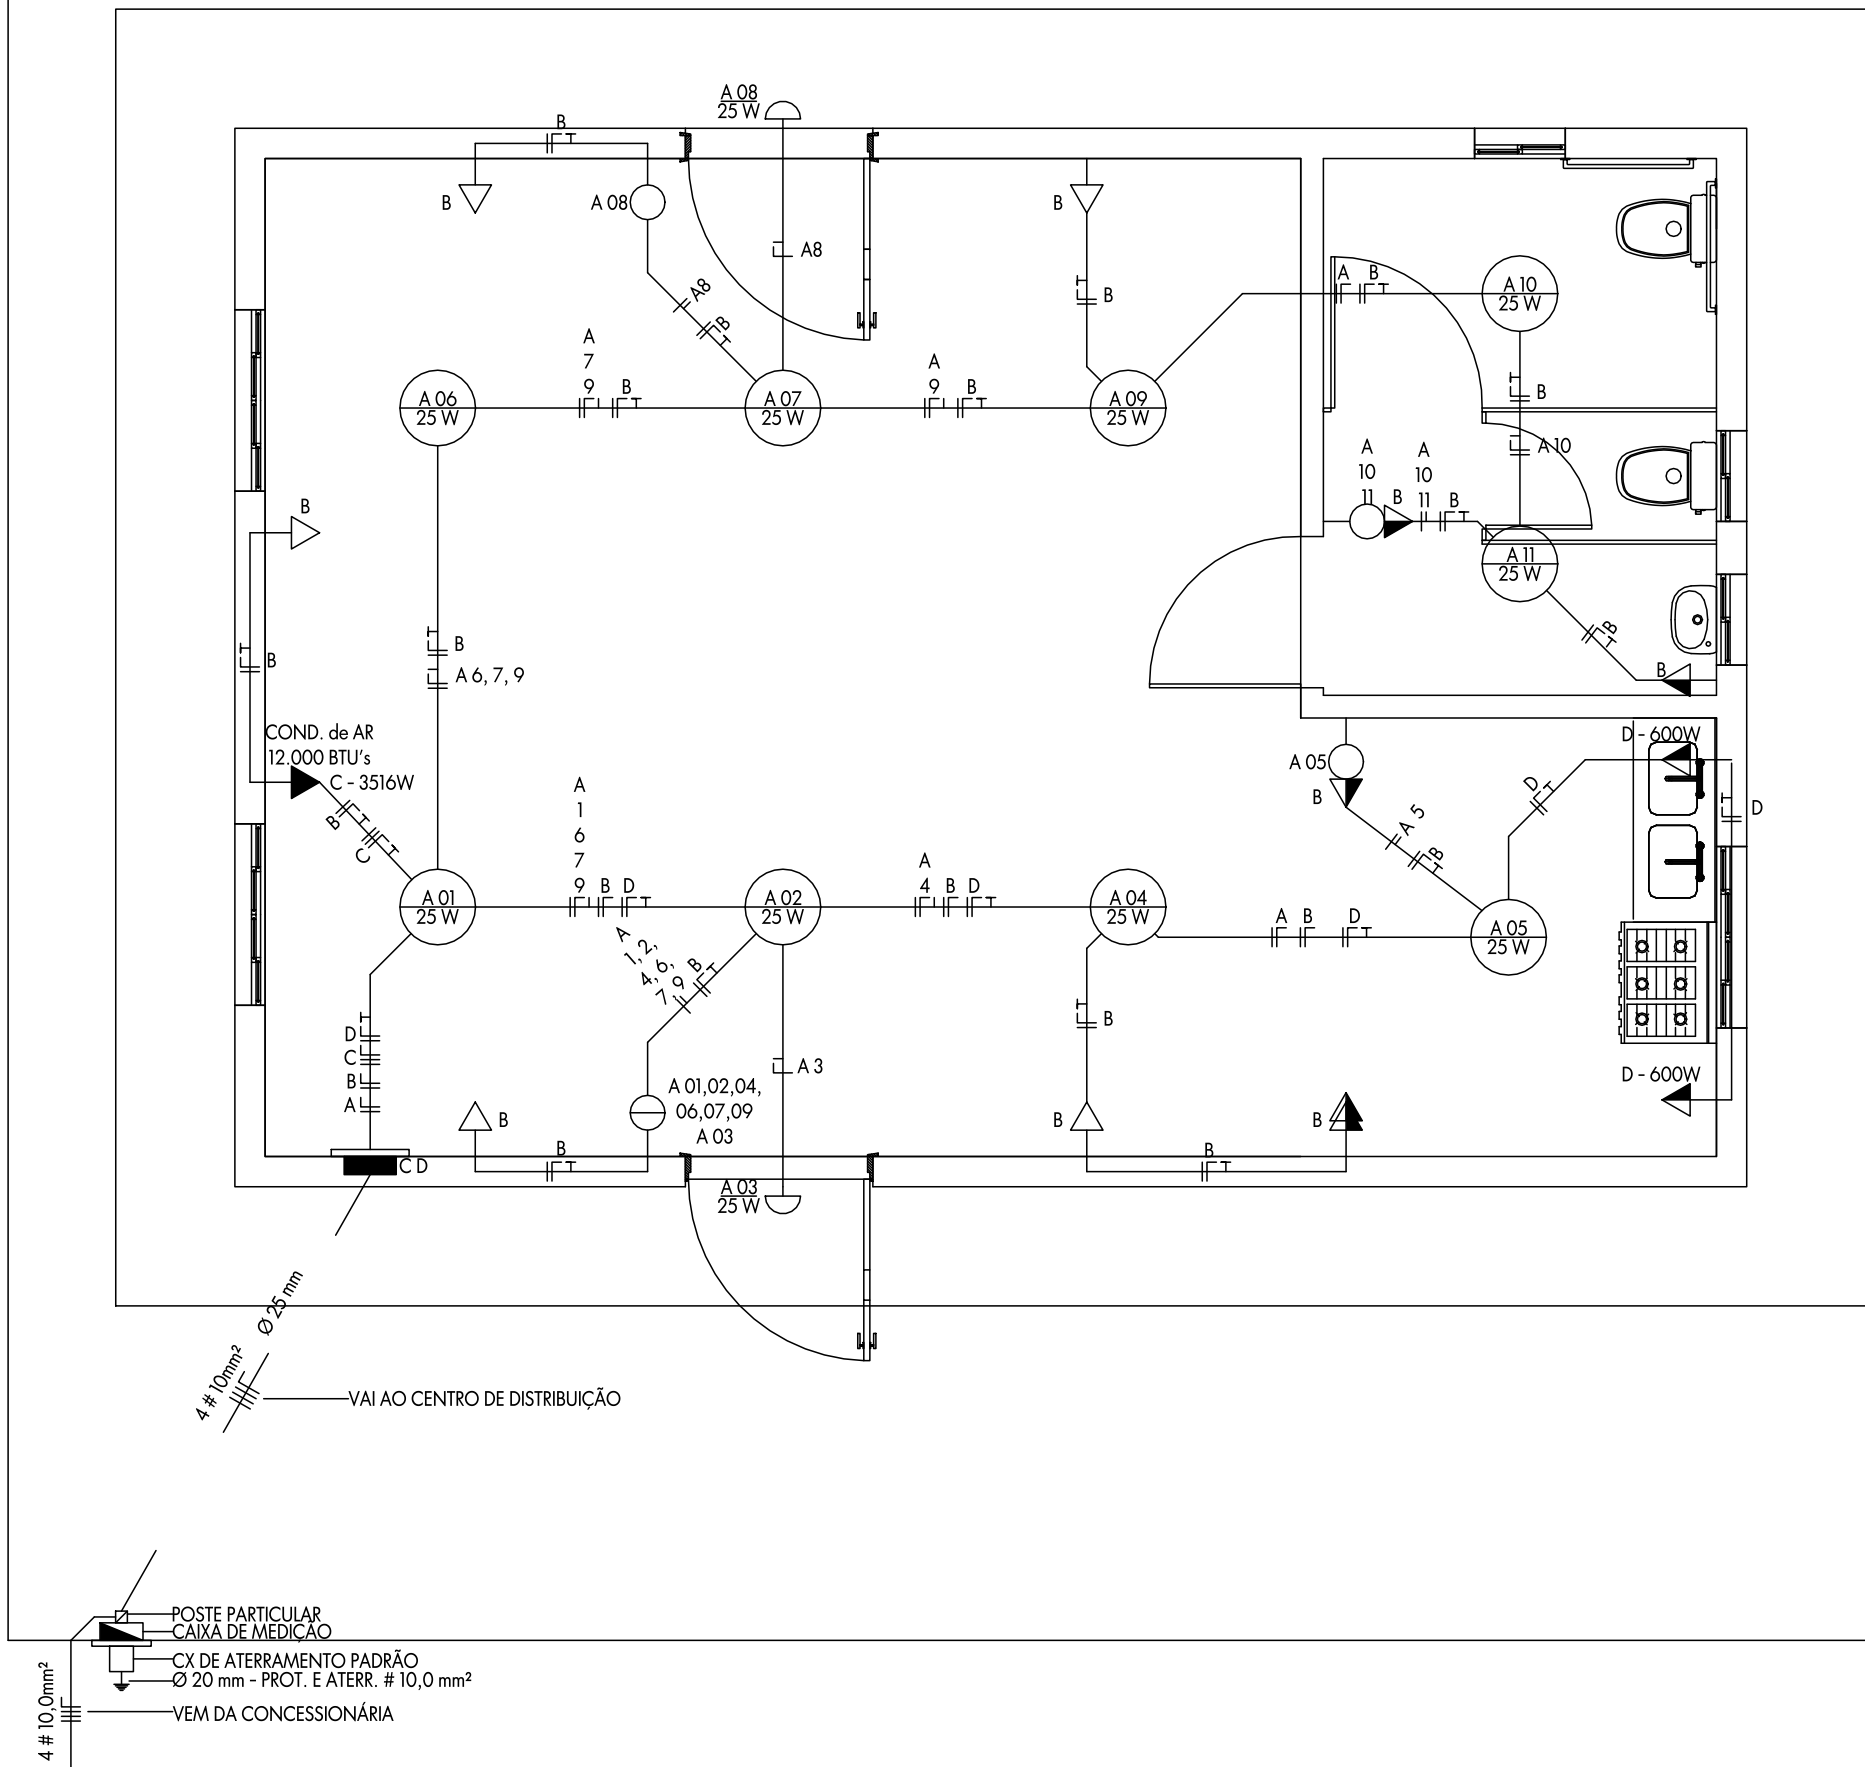 A 08
25 W
B
B
A 08
A8
B
B
A8
B
A B
A 10
25 W
A
7
9
B
A
9
B
A 06
25 W
A 07
25 W
A 09
25 W
B
A 10
A
10
11
B
A
10
11
B
B
A 11
25 W
B
B
B
A 6, 7, 9
B
B
COND. de AR
12.000 BTU's
C - 3516W
B
C
D - 600W
A 05
B
D
D
A 5
B
A
1
6
7
9
B
D
A
4
B
D
A 01
25 W
A 02
25 W
A 04
25 W
A B D
A 05
25 W
A
1, 2,
4, 6,
7, 9
B
D
C
B
A
B
A 3
D - 600W
A 01,02,04,
06,07,09
A 03
B
B
B
B
B
C D
A 03
25 W
Ø 25 mm
4 # 10mm²
VAI AO CENTRO DE DISTRIBUIÇÃO
POSTE PARTICULAR
CAIXA DE MEDIÇÃO
CX DE ATERRAMENTO PADRÃO
Ø 20 mm - PROT. E ATERR. # 10,0 mm²
4 # 10,0mm²
VEM DA CONCESSIONÁRIA